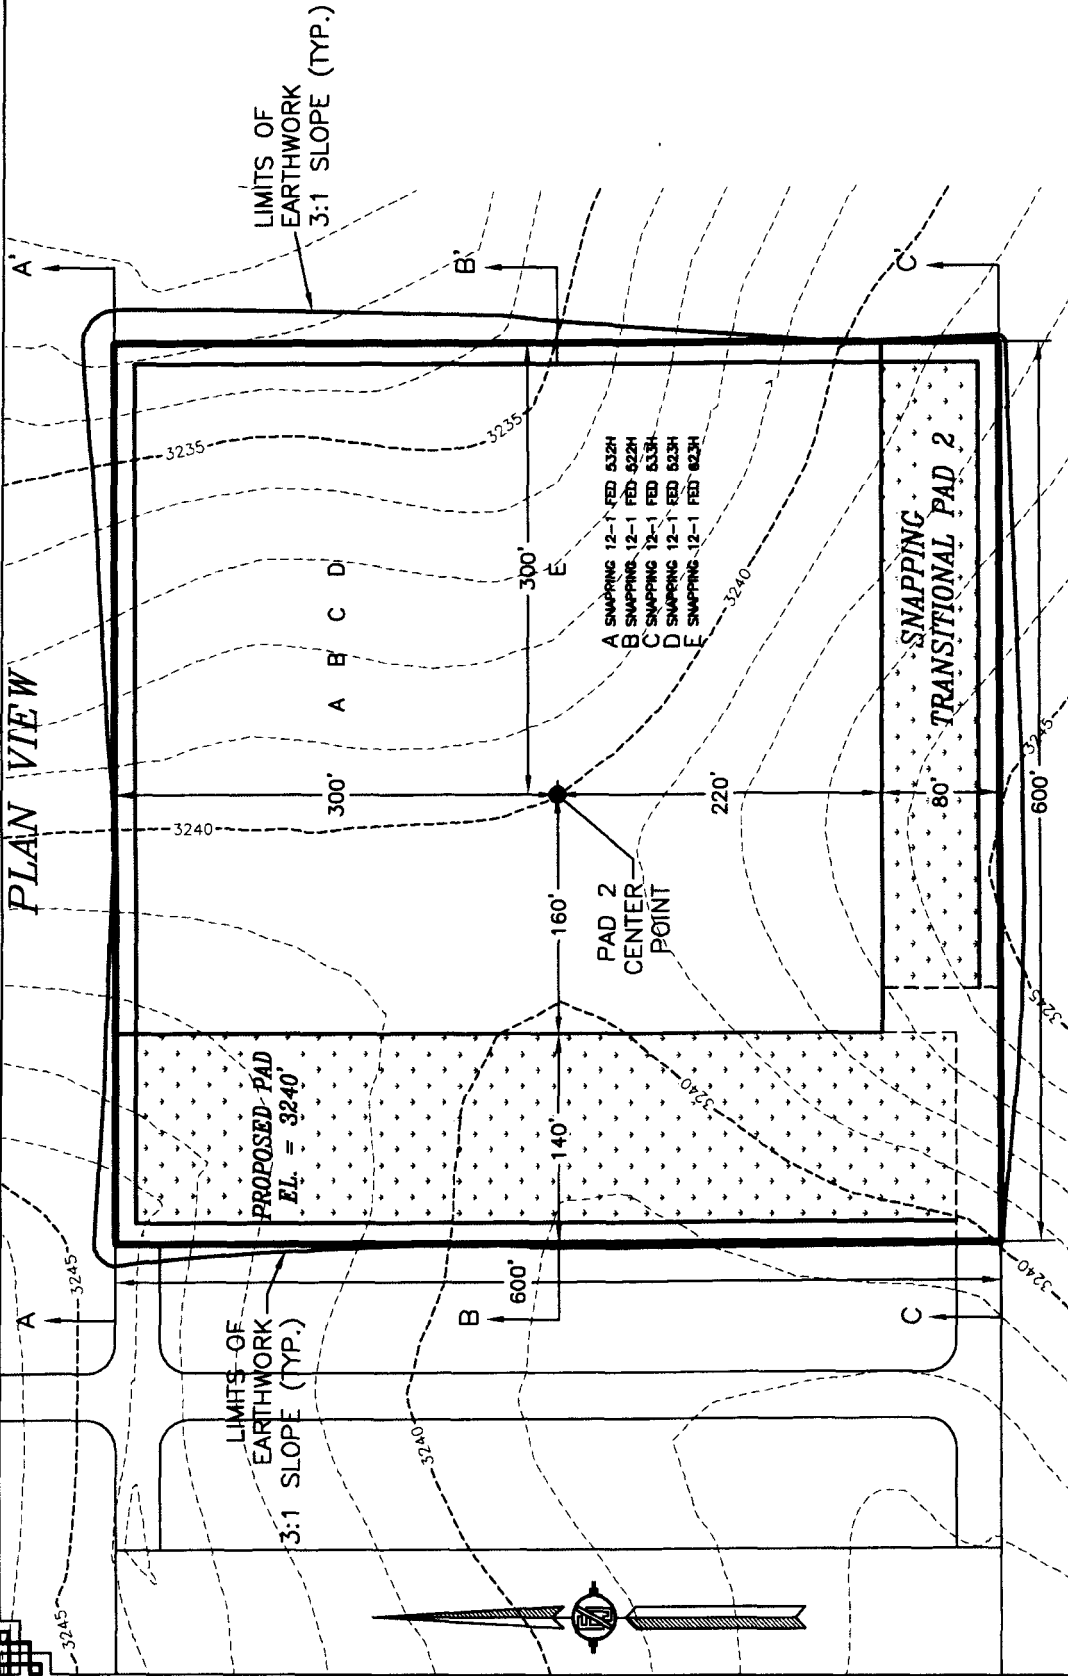 PLAN VIEW
A'
LIMITS OF
EARTHWORK
3:1 SLOPE (TYP.)
B'
C'
3235
3235
A B C D
E
300'
A SNAPPING 12-1 FED 532H
B SNAPPING 12-1 FED 522H
C SNAPPING 12-1 FED 533H
D SNAPPING 12-1 FED 523H
E SNAPPING 12-1 FED 623H
3240
SNAPPING
TRANSITIONAL PAD 2
300'
3240
220'
80'
600'
3245
160'
PAD 2
CENTER
POINT
3245
PROPOSED PAD
EL. = 3240'
140'
3240
3240
600'
3245
A
B
C
LIMITS OF
EARTHWORK
3:1 SLOPE (TYP.)
3240
3245